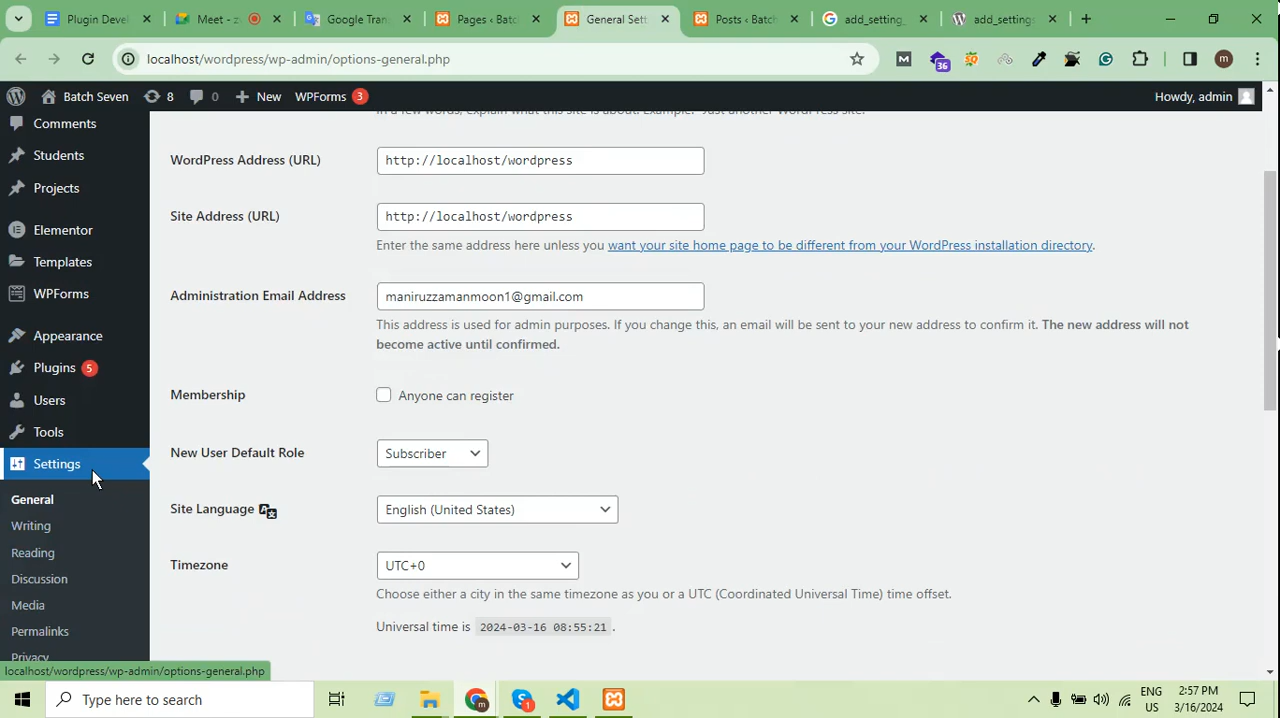 Plugin Deve
Meet - z
Google Tran
Pages ‹ Batc
General Sett
Posts ‹ Batch
add_setting_
add_settings
localhost/wordpress/wp-admin/options-general.php
36
m
Batch Seven
8
0
New
WPForms 3
Howdy, admin
Comments
Students
Projects
Elementor
Templates
WPForms
Appearance
Plugins 5
Users
Tools
Settings
General
Writing
Reading
Discussion
Media
Permalinks
Privacy
In a few words, explain what this site is about. Example: "Just another WordPress site."
WordPress Address (URL)
http://localhost/wordpress
Site Address (URL)
http://localhost/wordpress
Enter the same address here unless you want your site home page to be different from your WordPress installation directory.
Administration Email Address
maniruzzamanmoon1@gmail.com
This address is used for admin purposes. If you change this, an email will be sent to your new address to confirm it. The new address will not
become active until confirmed.
Membership
Anyone can register
New User Default Role
Subscriber
Site Language
English (United States)
Timezone
UTC+0
Choose either a city in the same timezone as you or a UTC (Coordinated Universal Time) time offset.
Universal time is 2024-03-16 08:55:21 .
localhost/wordpress/wp-admin/options-general.php
Type here to search
1
m
ENG
US
2:57 PM
3/16/2024